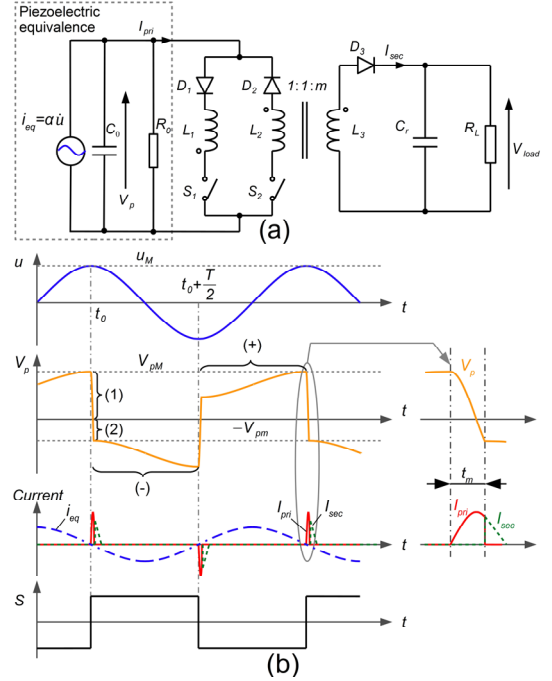 Piezoelectric
equivalence
I_pri
D_3
I_sec
D_1
D_2
1:1:m
i_eq=αu̇
C_0
R_0
L_1
L_2
L_3
C_r
R_L
V_p
V_load
S_1
S_2
(a)
u
u_M
t_0+T/2
t_0
t
V_p
V_pM
(+)
V_p
(1)
(2)
-V_pm
t
(-)
t_m
Current
i_eq
I_pri
I_sec
I_pri
I_sec
t
S
t
(b)